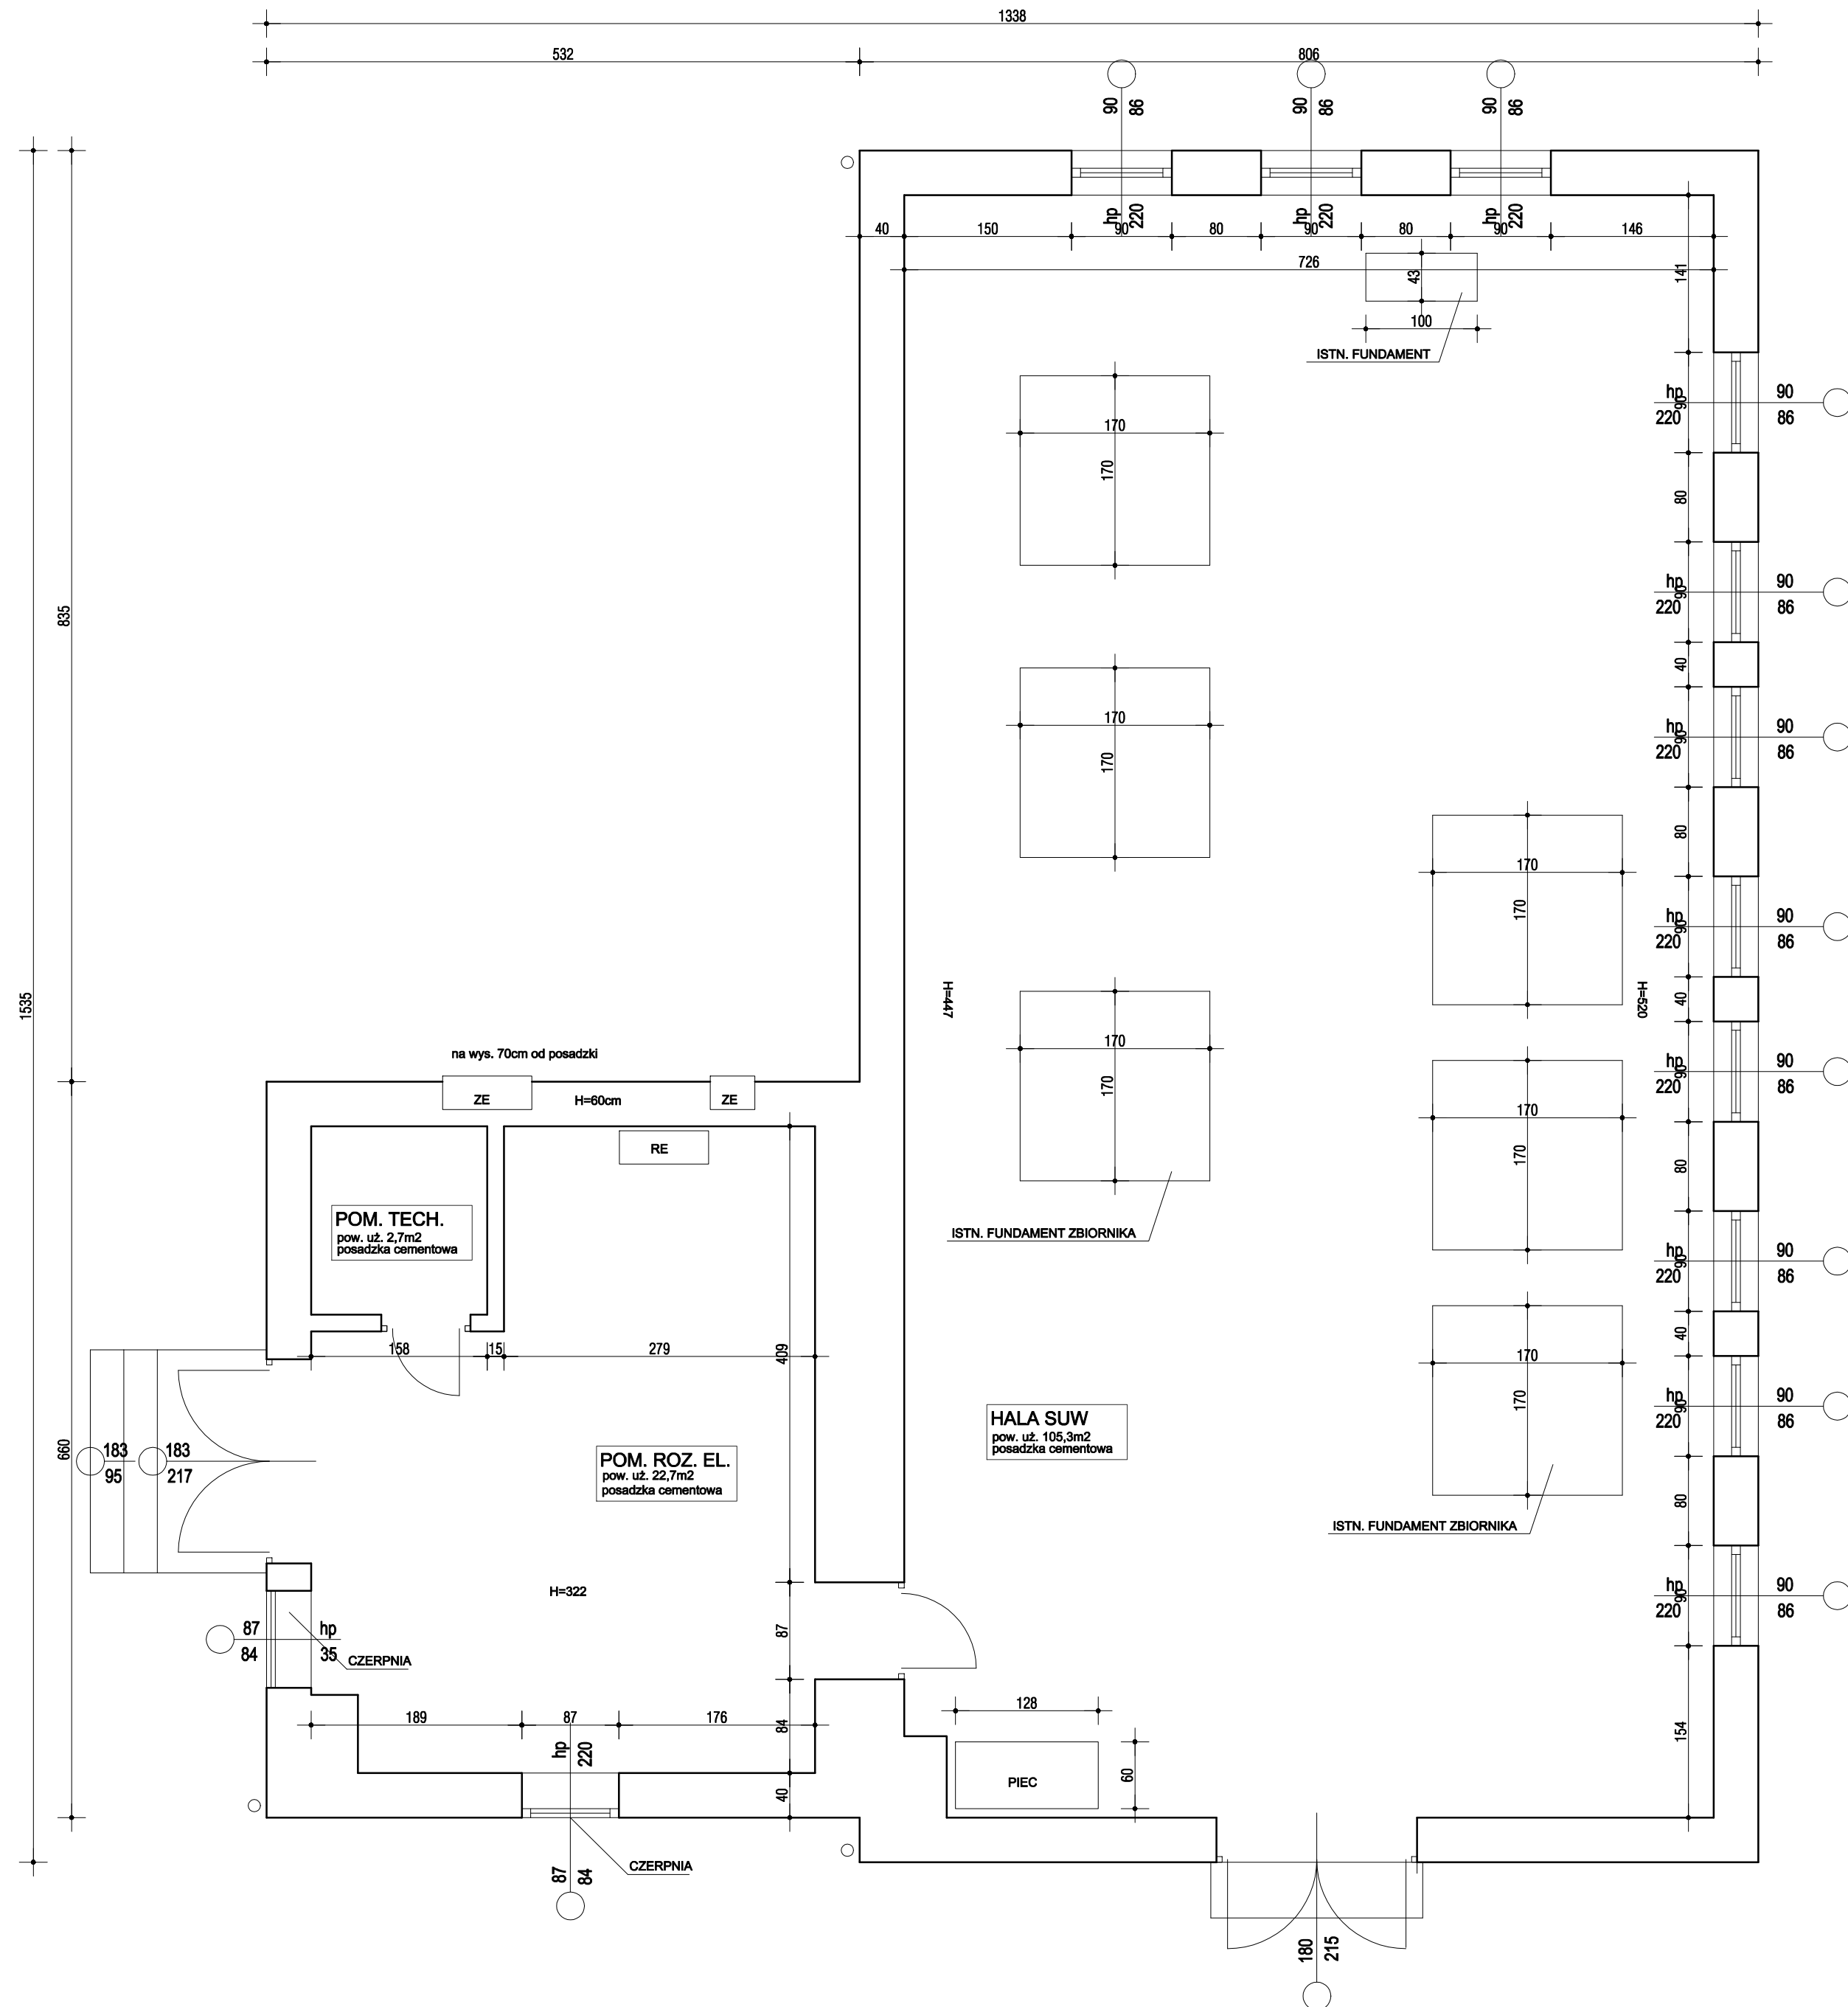 1338
532
806
90
86
90
86
90
86
hp
220
hp
220
hp
220
40
150
90
80
90
80
90
146
726
141
43
100
ISTN. FUNDAMENT
hp
220
90
90
86
170
170
80
hp
220
90
90
86
835
40
170
170
hp
220
90
90
86
80
170
170
hp
220
90
90
86
1535
H=447
H=520
40
170
170
na wys. 70cm od posadzki
ZE
H=60cm
ZE
hp
220
90
90
86
170
170
RE
80
POM. TECH.
pow. uż. 2,7m2
posadzka cementowa
ISTN. FUNDAMENT ZBIORNIKA
hp
220
90
90
86
40
158
15
279
409
170
170
hp
220
90
90
86
HALA SUW
pow. uż. 105,3m2
posadzka cementowa
660
183
95
183
217
POM. ROZ. EL.
pow. uż. 22,7m2
posadzka cementowa
80
ISTN. FUNDAMENT ZBIORNIKA
H=322
hp
220
90
90
86
87
84
hp
35
CZERPNIA
87
189
87
176
84
hp
220
128
60
PIEC
154
40
CZERPNIA
87
84
180
215